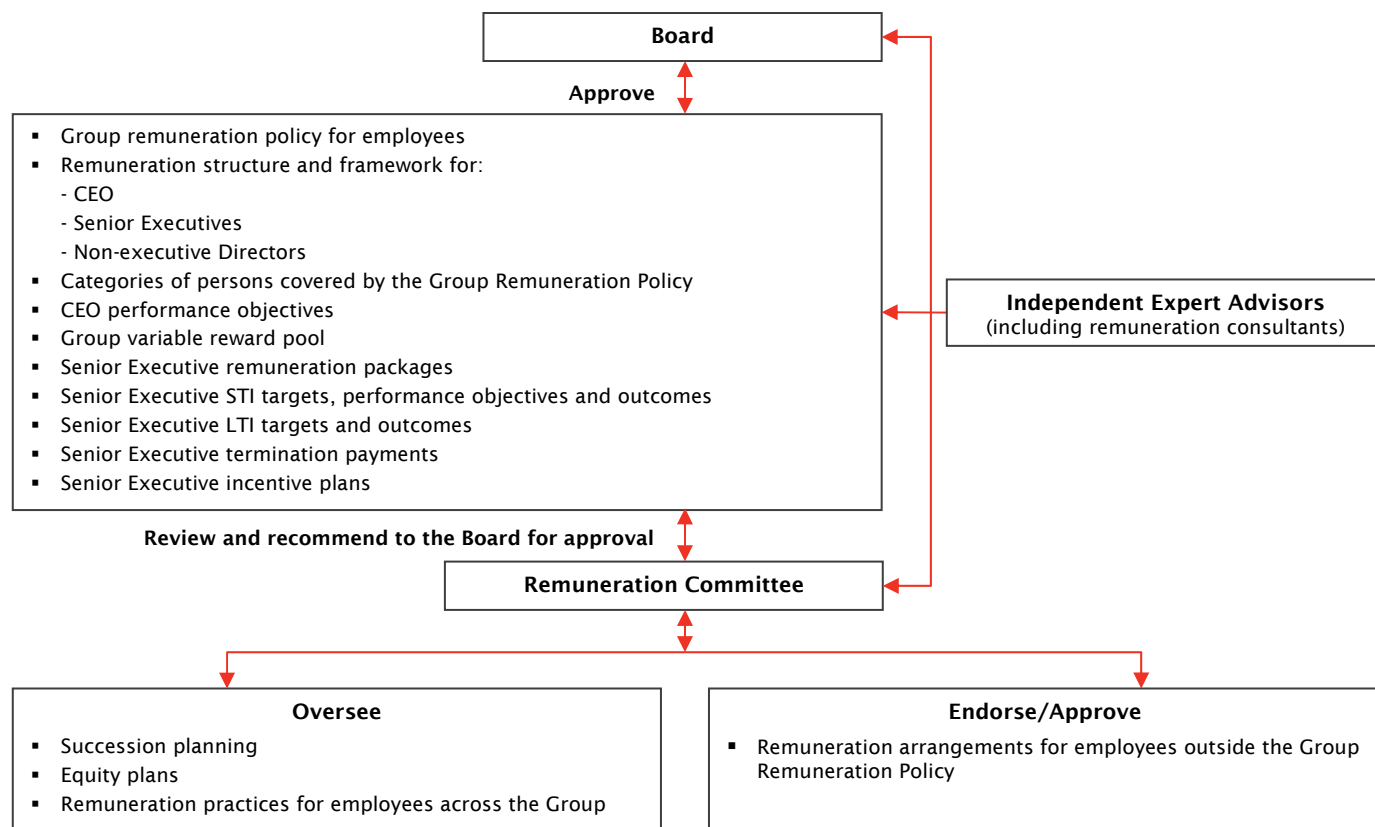 Board
Approve
▪ Group remuneration policy for employees
▪ Remuneration structure and framework for:
- CEO
- Senior Executives
- Non-executive Directors
▪ Categories of persons covered by the Group Remuneration Policy
▪ CEO performance objectives
▪ Group variable reward pool
▪ Senior Executive remuneration packages
▪ Senior Executive STI targets, performance objectives and outcomes
▪ Senior Executive LTI targets and outcomes
▪ Senior Executive termination payments
▪ Senior Executive incentive plans
Independent Expert Advisors
(including remuneration consultants)
Review and recommend to the Board for approval
Remuneration Committee
Oversee
▪ Succession planning
▪ Equity plans
▪ Remuneration practices for employees across the Group
Endorse/Approve
▪ Remuneration arrangements for employees outside the Group
Remuneration Policy